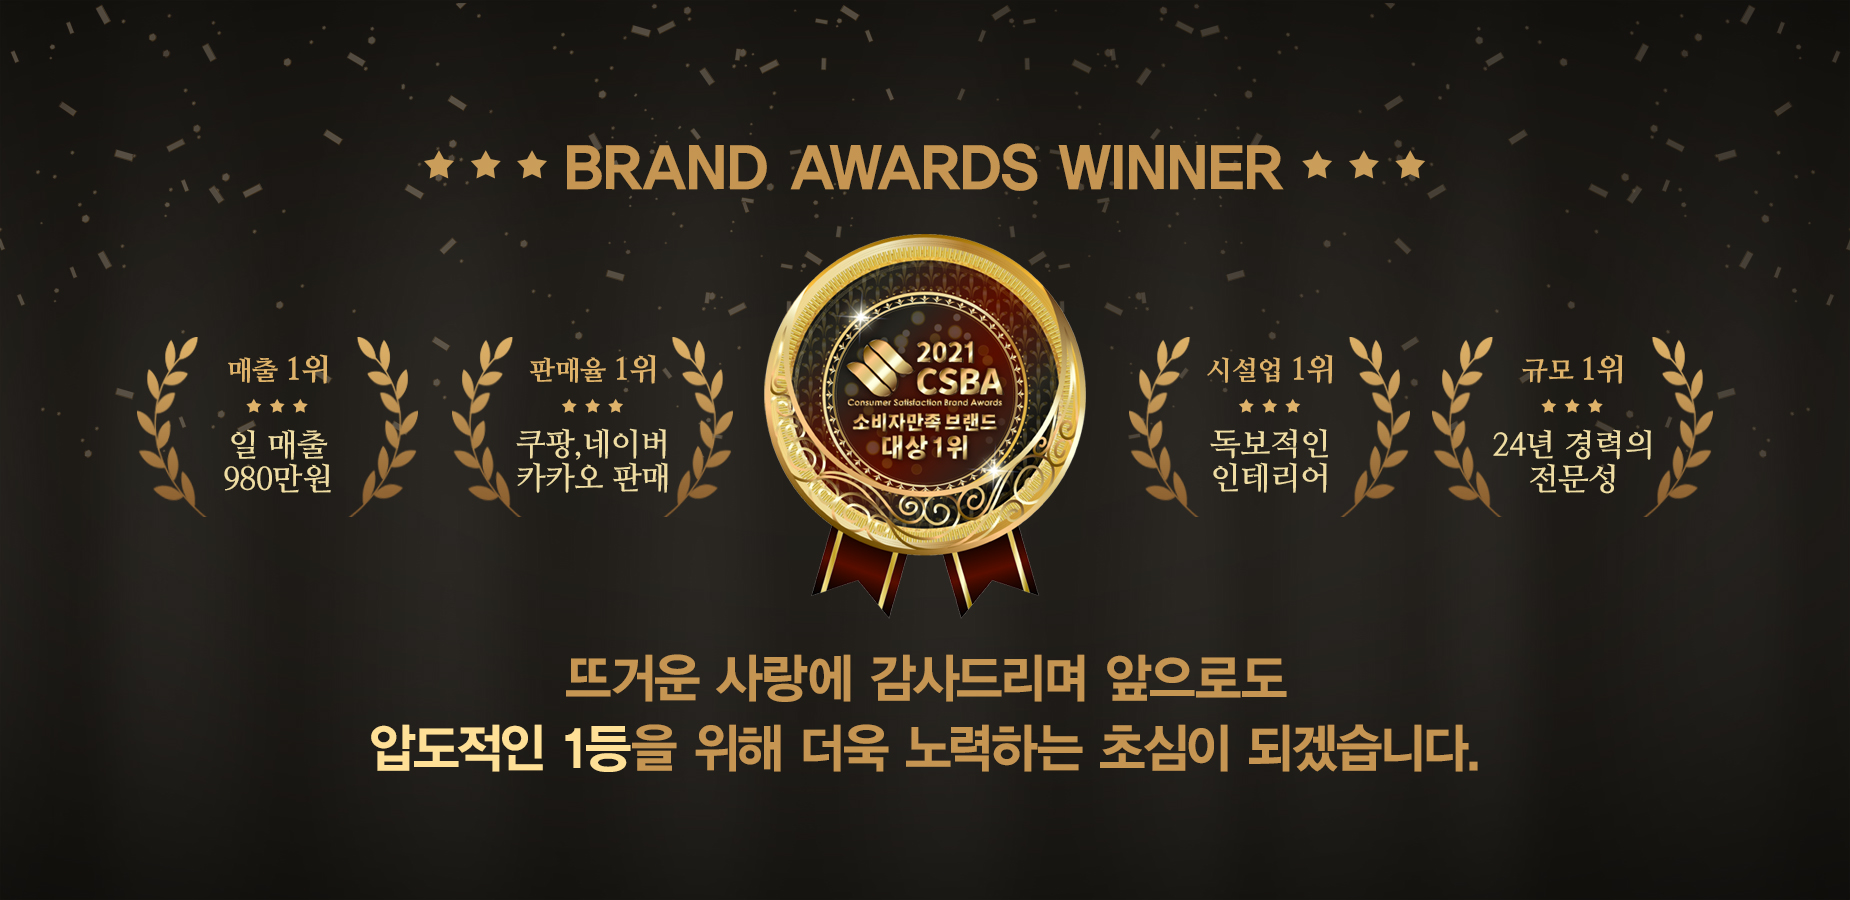 BRAND AWARDS WINNER
매출 1위
일 매출
980만원
판매율 1위
쿠팡,네이버
카카오 판매
2021
CSBA
Consumer Satisfaction Brand Awards
소비자만족 브랜드
대상 1위
시설업 1위
독보적인
인테리어
규모 1위
24년 경력의
전문성
뜨거운 사랑에 감사드리며 앞으로도
압도적인 1등을 위해 더욱 노력하는 초심이 되겠습니다.